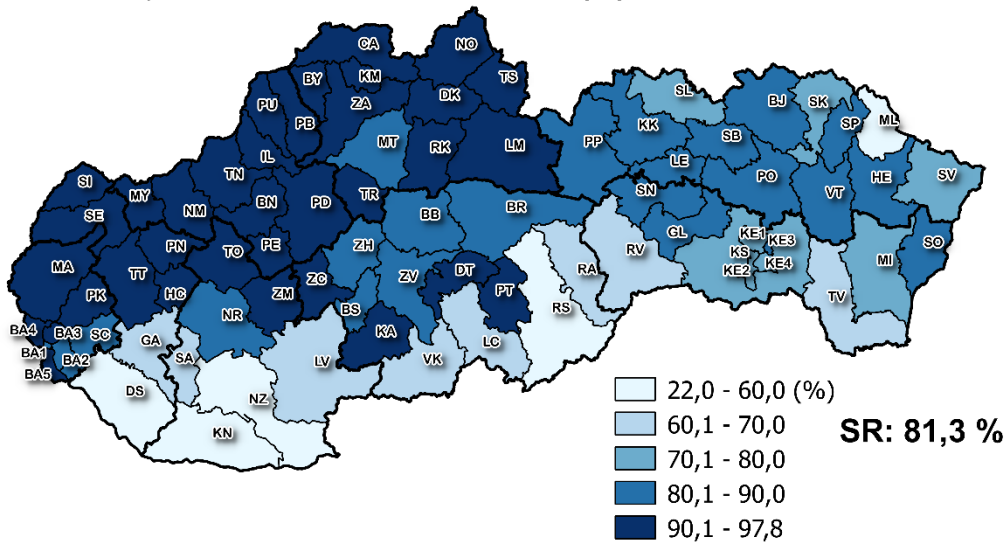 CA
NO
BY
KM
TS
PU
ZA
DK
PB
SL
BJ
SK
ML
SP
KK
MT
RK
LM
PP
SB
IL
LE
TN
SI
MY
BN
PD
TR
SN
PO
VT
HE
SV
SE
NM
BB
BR
PN
TO
PE
ZH
GL
KE1
KE3
SO
MA
TT
ZC
ZV
DT
RA
RV
KS
KE2
KE4
MI
PK
HC
ZM
PT
TV
BA4
BA3
SC
NR
BS
KA
RS
BA1
BA2
GA
SA
LV
VK
LC
BA5
DS
NZ
KN
22,0 - 60,0 (%)
60,1 - 70,0
SR: 81,3 %
70,1 - 80,0
80,1 - 90,0
90,1 - 97,8